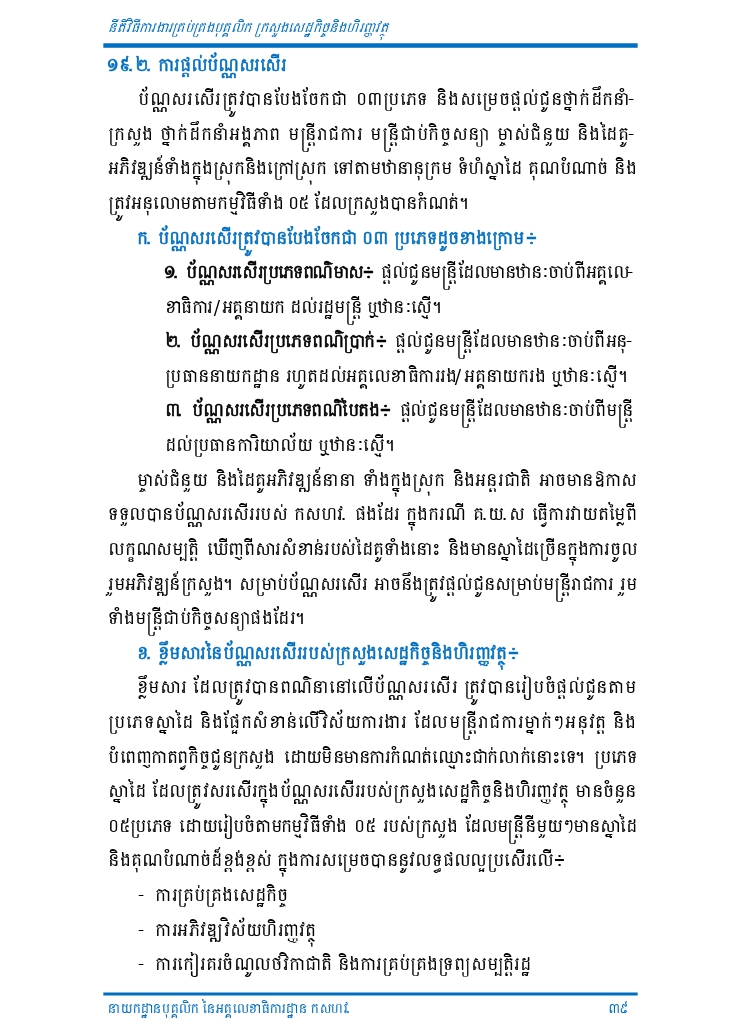 នីតិវិធីការងារគ្រប់គ្រងបុគ្គលិក ក្រសួងសេដ្ឋកិច្ចនិងហិរញ្ញវត្ថុ
១៩.២. ការផ្តល់ប័ណ្ណសរសើរ
ប័ណ្ណសរសើរត្រូវបានបែងចែកជា ០៣ប្រភេទ និងសម្រេចផ្តល់ជូនថ្នាក់ដឹកនាំ-
ក្រសួង ថ្នាក់ដឹកនាំអង្គភាព មន្ត្រីរាជការ មន្ត្រីជាប់កិច្ចសន្យា ម្ចាស់ជំនួយ និងដៃគូ-
អភិវឌ្ឍន៍ទាំងក្នុងស្រុកនិងក្រៅស្រុក ទៅតាមឋានានុក្រម ទំហំស្នាដៃ គុណបំណាច់ និង
ត្រូវអនុលោមតាមកម្មវិធីទាំង ០៥ ដែលក្រសួងបានកំណត់។
ក. ប័ណ្ណសរសើរត្រូវបានបែងចែកជា ០៣ ប្រភេទដូចខាងក្រោម÷
១. ប័ណ្ណសរសើរប្រភេទពណ៌មាស÷ ផ្តល់ជូនមន្ត្រីដែលមានឋានៈចាប់ពីអគ្គលេ-
ខាធិការ/អគ្គនាយក ដល់រដ្ឋមន្ត្រី ឬឋានៈស្មើ។
២. ប័ណ្ណសរសើរប្រភេទពណ៌ប្រាក់÷ ផ្តល់ជូនមន្ត្រីដែលមានឋានៈចាប់ពីអនុ-
ប្រធាននាយកដ្ឋាន រហូតដល់អគ្គលេខាធិការរង/អគ្គនាយករង ឬឋានៈស្មើ។
៣. ប័ណ្ណសរសើរប្រភេទពណ៌បៃតង÷ ផ្តល់ជូនមន្ត្រីដែលមានឋានៈចាប់ពីមន្ត្រី
ដល់ប្រធានការិយាល័យ ឬឋានៈស្មើ។
ម្ចាស់ជំនួយ និងដៃគូអភិវឌ្ឍន៍នានា ទាំងក្នុងស្រុក និងអន្តរជាតិ អាចមានឱកាស
ទទួលបានប័ណ្ណសរសើររបស់ កសហវ. ផងដែរ ក្នុងករណី គ.យ.ស ធ្វើការវាយតម្លៃពី
លក្ខណសម្បត្តិ ឃើញពីសារសំខាន់របស់ដៃគូទាំងនោះ និងមានស្នាដៃច្រើនក្នុងការចូល
រួមអភិវឌ្ឍន៍ក្រសួង។ សម្រាប់ប័ណ្ណសរសើរ អាចនឹងត្រូវផ្តល់ជូនសម្រាប់មន្ត្រីរាជការ រួម
ទាំងមន្ត្រីជាប់កិច្ចសន្យាផងដែរ។
ខ. ខ្លឹមសារនៃប័ណ្ណសរសើររបស់ក្រសួងសេដ្ឋកិច្ចនិងហិរញ្ញវត្ថុ÷
ខ្លឹមសារ ដែលត្រូវបានពណ៌នានៅលើប័ណ្ណសរសើរ ត្រូវបានរៀបចំផ្តល់ជូនតាម
ប្រភេទស្នាដៃ និងផ្អែកសំខាន់លើវិស័យការងារ ដែលមន្ត្រីរាជការម្នាក់ៗអនុវត្ត និង
បំពេញកាតព្វកិច្ចជូនក្រសួង ដោយមិនមានការកំណត់ឈ្មោះជាក់លាក់នោះទេ។ ប្រភេទ
ស្នាដៃ ដែលត្រូវសរសើរក្នុងប័ណ្ណសរសើររបស់ក្រសួងសេដ្ឋកិច្ចនិងហិរញ្ញវត្ថុ មានចំនួន
០៥ប្រភេទ ដោយរៀបចំតាមកម្មវិធីទាំង ០៥ របស់ក្រសួង ដែលមន្ត្រីនីមួយៗមានស្នាដៃ
និងគុណបំណាច់ដ៏ខ្ពង់ខ្ពស់ ក្នុងការសម្រេចបាននូវលទ្ធផលល្អប្រសើរលើ÷
- ការគ្រប់គ្រងសេដ្ឋកិច្ច
- ការអភិវឌ្ឍវិស័យហិរញ្ញវត្ថុ
- ការកៀរគរចំណូលថវិកាជាតិ និងការគ្រប់គ្រងទ្រព្យសម្បត្តិរដ្ឋ
នាយកដ្ឋានបុគ្គលិក នៃអគ្គលេខាធិការដ្ឋាន កសហវ. ៣៩